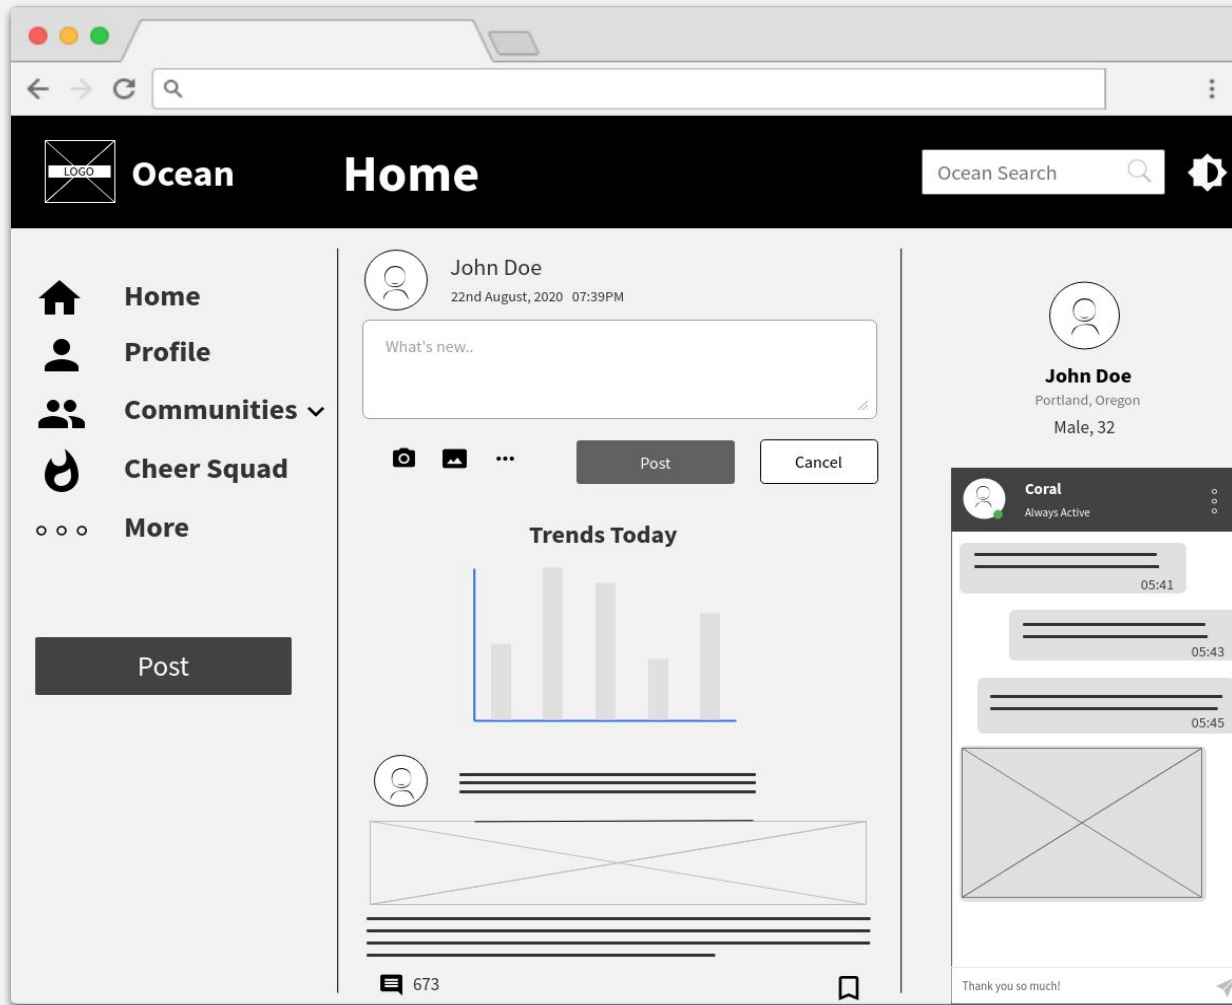 LOGO
Ocean
Home
Ocean Search
Home
Profile
Communities
Cheer Squad
More
Post
John Doe
22nd August, 2020 07:39PM
What's new..
Post
Cancel
Trends Today
673
John Doe
Portland, Oregon
Male, 32
Coral
Always Active
05:41
05:43
05:45
Thank you so much!